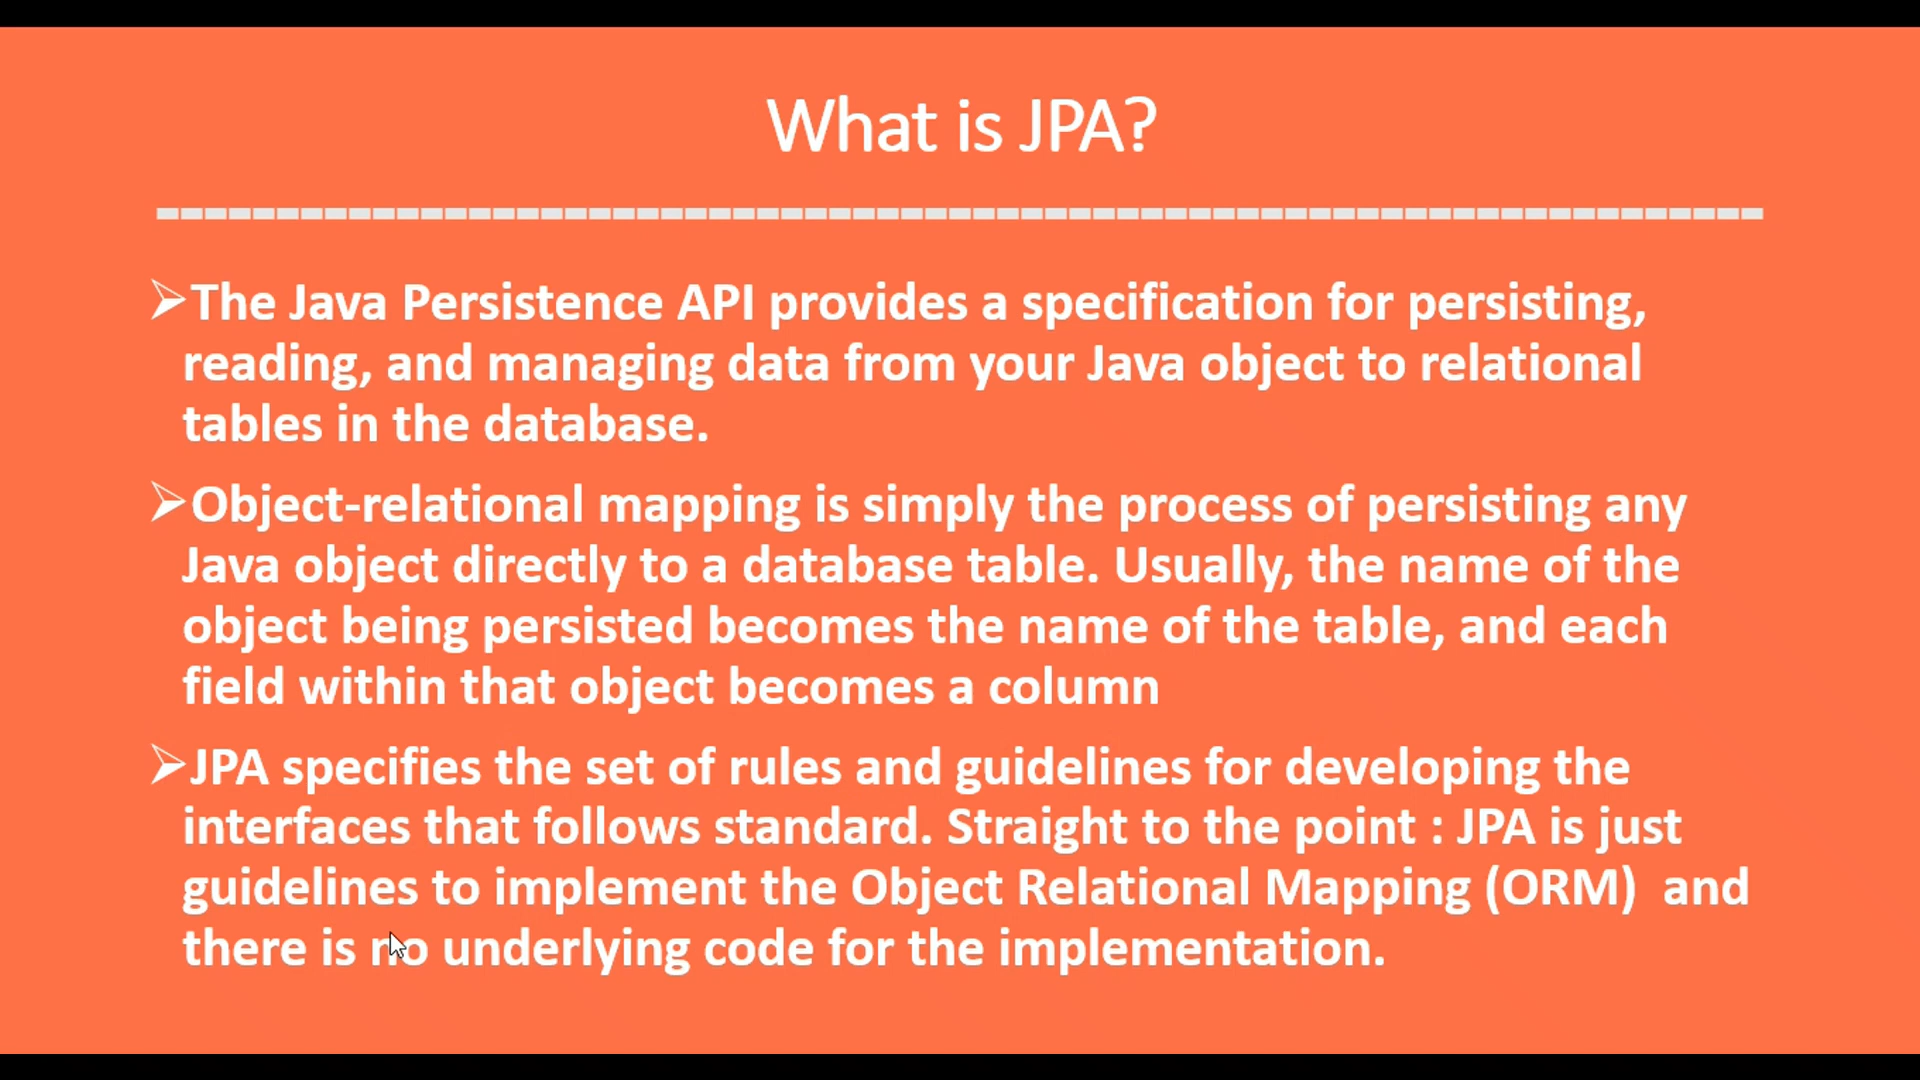 What is JPA?
➢The Java Persistence API provides a specification for persisting,
reading, and managing data from your Java object to relational
tables in the database.
➢Object-relational mapping is simply the process of persisting any
Java object directly to a database table. Usually, the name of the
object being persisted becomes the name of the table, and each
field within that object becomes a column
➢JPA specifies the set of rules and guidelines for developing the
interfaces that follows standard. Straight to the point : JPA is just
guidelines to implement the Object Relational Mapping (ORM)  and
there is no underlying code for the implementation.